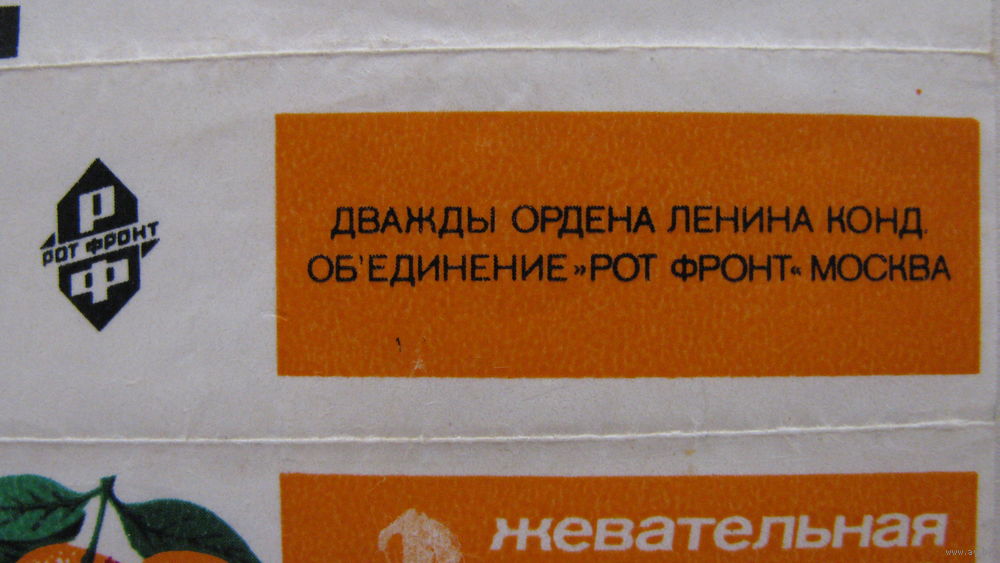 Р
РОТ ФРОНТ
Ф
ДВАЖДЫ ОРДЕНА ЛЕНИНА КОНД.
ОБ'ЕДИНЕНИЕ »РОТ ФРОНТ« МОСКВА
жевательная